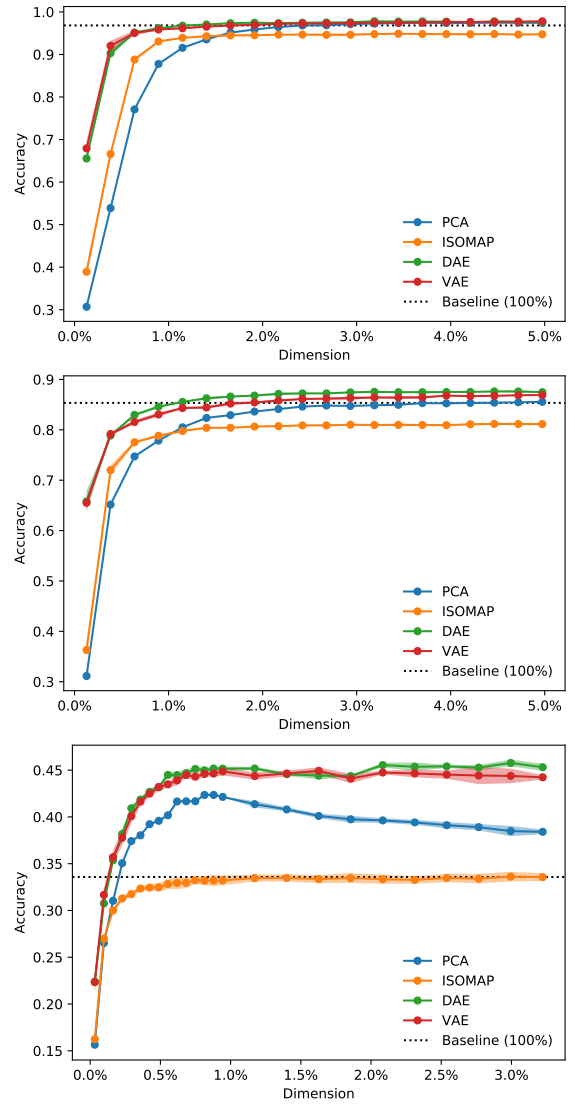 1.0
0.9
0.8
0.7
0.6
0.5
0.4
0.3
Accuracy
PCA
ISOMAP
DAE
VAE
Baseline (100%)
0.0% 1.0% 2.0% 3.0% 4.0% 5.0%
Dimension
0.9
0.8
0.7
0.6
0.5
0.4
0.3
Accuracy
PCA
ISOMAP
DAE
VAE
Baseline (100%)
0.0% 1.0% 2.0% 3.0% 4.0% 5.0%
Dimension
0.45
0.40
0.35
0.30
0.25
0.20
0.15
Accuracy
PCA
ISOMAP
DAE
VAE
Baseline (100%)
0.0% 0.5% 1.0% 1.5% 2.0% 2.5% 3.0%
Dimension